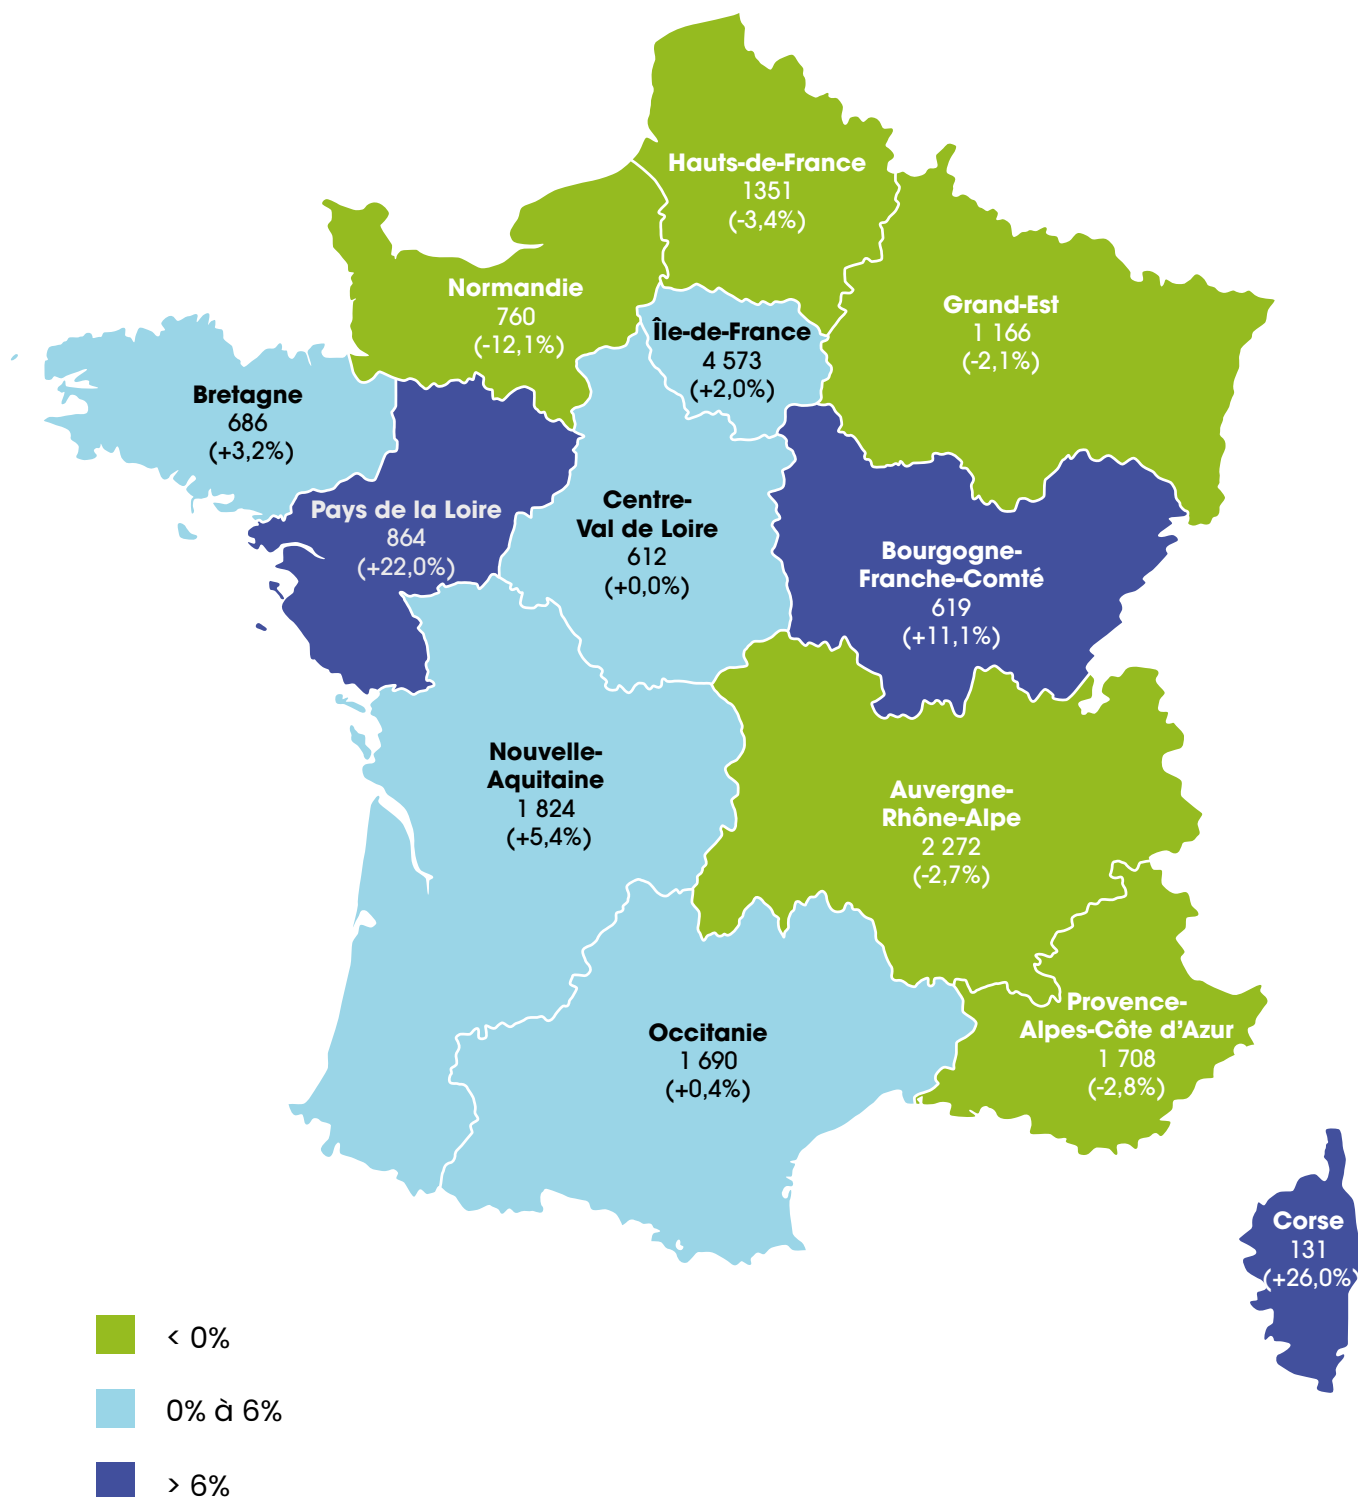 Hauts-de-France
1351
(-3,4%)
Normandie
760
(-12,1%)
Île-de-France
4 573
(+2,0%)
Grand-Est
1 166
(-2,1%)
Bretagne
686
(+3,2%)
Pays de la Loire
864
(+22,0%)
Centre-
Val de Loire
612
(+0,0%)
Bourgogne-
Franche-Comté
619
(+11,1%)
Nouvelle-
Aquitaine
1 824
(+5,4%)
Auvergne-
Rhône-Alpe
2 272
(-2,7%)
Occitanie
1 690
(+0,4%)
Provence-
Alpes-Côte d'Azur
1 708
(-2,8%)
Corse
131
(+26,0%)
< 0%
0% à 6%
> 6%